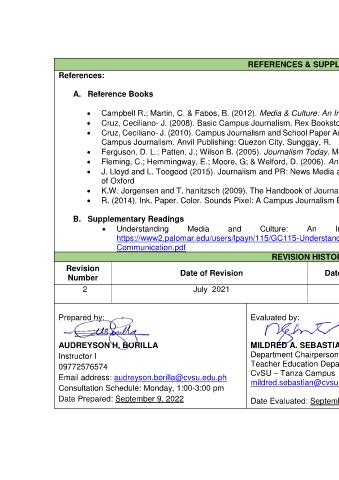 REFERENCES & SUPPL
References:
A. Reference Books
• Campbell R.; Martin, C. & Fabos, B. (2012). Media & Culture: An In
• Cruz, Ceciliano- J. (2008). Basic Campus Journalism. Rex Booksto
• Cruz, Ceciliano- J. (2010). Campus Journalism and School Paper A
Campus Journalism. Anvil Publishing: Quezon City. Sunggay, R.
• Ferguson, D. L.; Patten, J.; Wilson B. (2005). Journalism Today. M
• Fleming, C.; Hemmingway, E.; Moore, G; & Welford, D. (2006). An
• J. Lloyd and L. Toogood (2015). Journalism and PR: News Media a
of Oxford
• K.W. Jorgensen and T. hanitzsch (2009). The Handbook of Journa
• R. (2014). Ink. Paper. Color. Sounds Pixel: A Campus Journalism E
B. Supplementary Readings
• Understanding Media and Culture: An In
https://www2.palomar.edu/users/lpayn/115/GC115-Understand
Communication.pdf
REVISION HISTOR
Revision Number
Date of Revision
Date
2
July 2021
Prepared by:
AUDREYSON H. BORILLA
Instructor I
09772576574
Email address: audreyson.borilla@cvsu.edu.ph
Consultation Schedule: Monday, 1:00-3:00 pm
Date Prepared: September 9, 2022
Evaluated by:
MILDRED A. SEBASTIA
Department Chairperson
Teacher Education Depa
CvSU – Tanza Campus
mildred.sebastian@cvsu
Date Evaluated: Septem